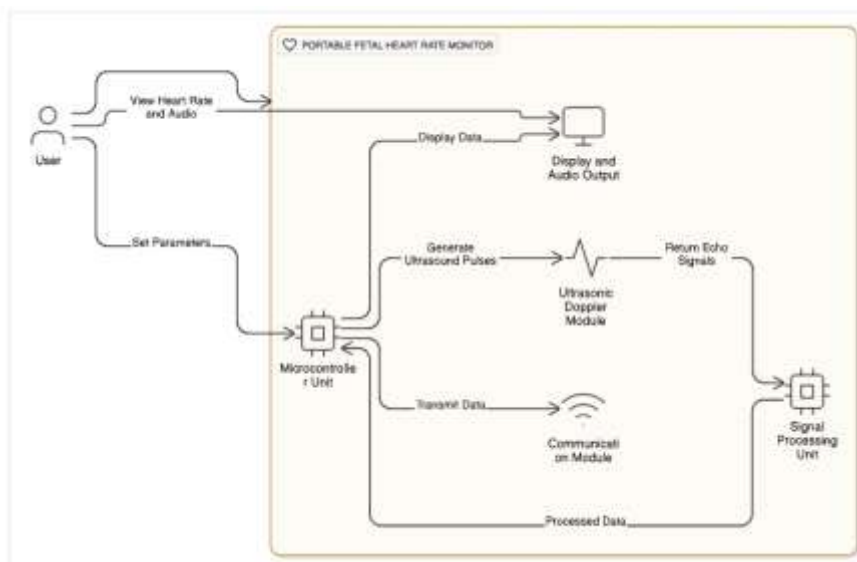 PORTABLE FETAL HEART RATE MONITOR
View Heart Rate
and Audio
User
Display Data
Display and
Audio Output
Set Parameters
Generate
Ultrasound Pulses
Return Echo
Signals
Ultrasonic
Doppler
Module
Microcontrolle
r Unit
Transmit Data
Communicati
on Module
Signal
Processing
Unit
Processed Data